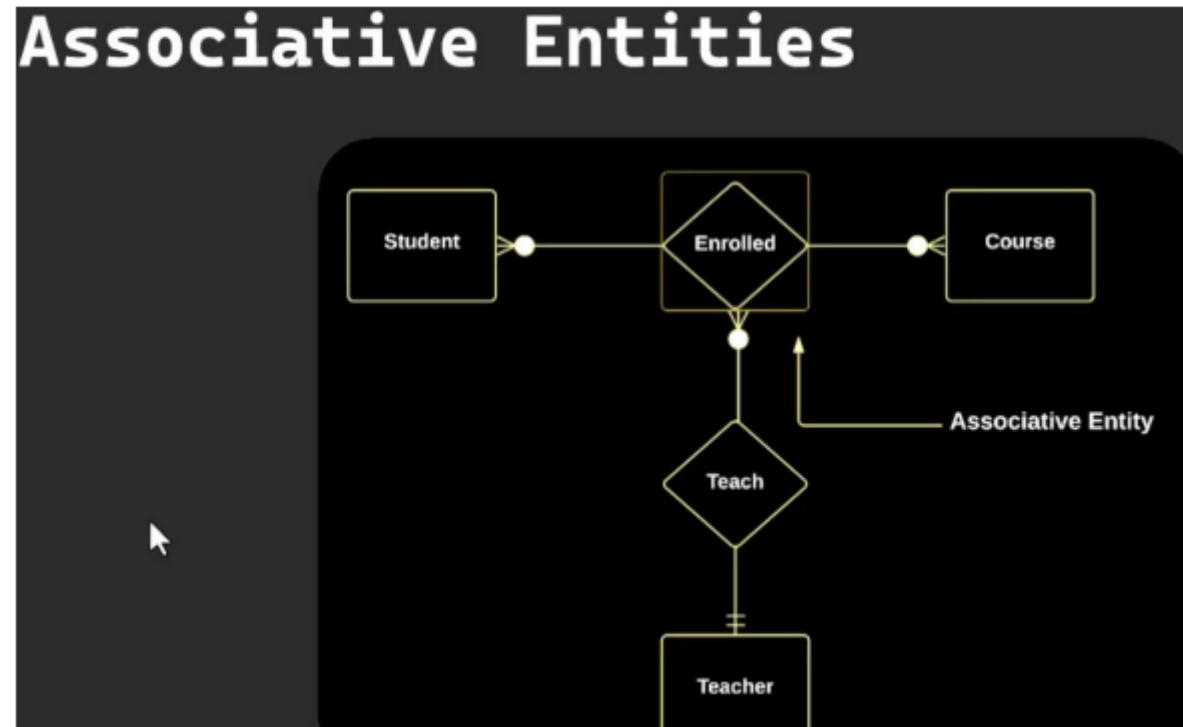 Associative Entities
Student
Enrolled
Course
Associative Entity
Teach
Teacher